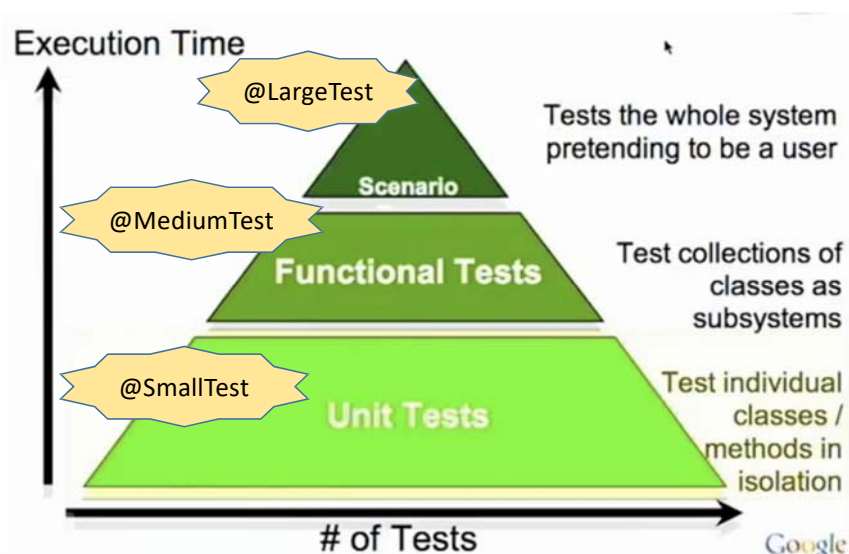 Execution Time
@LargeTest
Tests the whole system
pretending to be a user
Scenario
@MediumTest
Functional Tests
Test collections of
classes as
subsystems
@SmallTest
Unit Tests
Test individual
classes /
methods in
isolation
# of Tests
Google